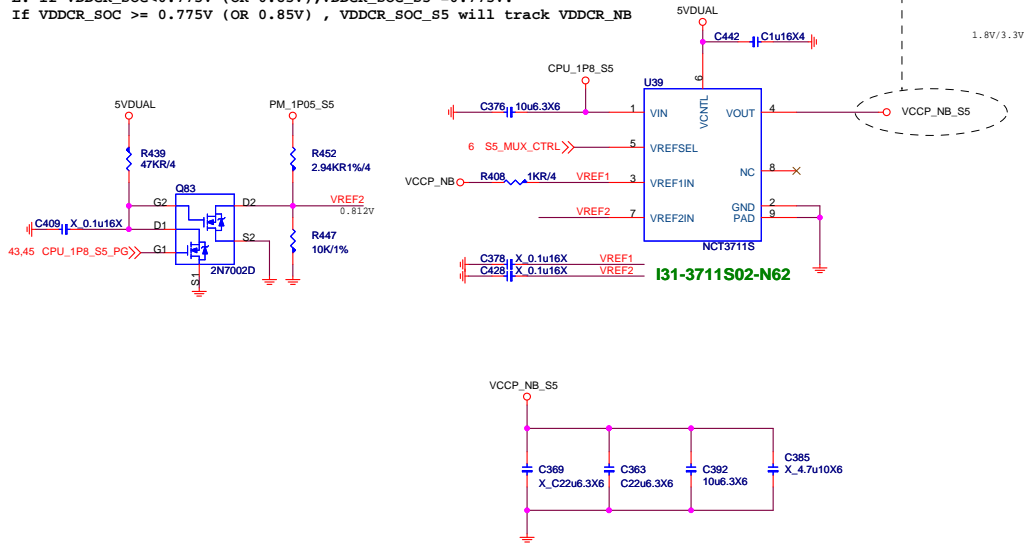 If VDDCR_SOC >= 0.775V (OR 0.85V) , VDDCR_SOC_S5 will track VDDCR_NB
5VDUAL
C442
C1u16X4
1.8V/3.3V
CPU_1P8_S5
U39
6
C376
10u6.3X6
1
VIN
VCNTL
VOUT
4
VCCP_NB_S5
5VDUAL
PM_1P05_S5
6 S5_MUX_CTRL
5
VREFSEL
R439
47KR/4
R452
2.94KR1%/4
NC
8
VCCP_NB
R408
1KR/4
VREF1
3
VREF1IN
Q83
G2
D2
VREF2
0.812V
VREF2
7
VREF2IN
GND
2
PAD
9
C409
X_0.1u16X
D1
S2
R447
10K/1%
43,45 CPU_1P8_S5_PG
G1
NCT3711S
2N7002D
S1
C378
X_0.1u16X
VREF1
C428
X_0.1u16X
VREF2
I31-3711S02-N62
VCCP_NB_S5
C369
X_C22u6.3X6
C363
C22u6.3X6
C392
10u6.3X6
C385
X_4.7u10X6